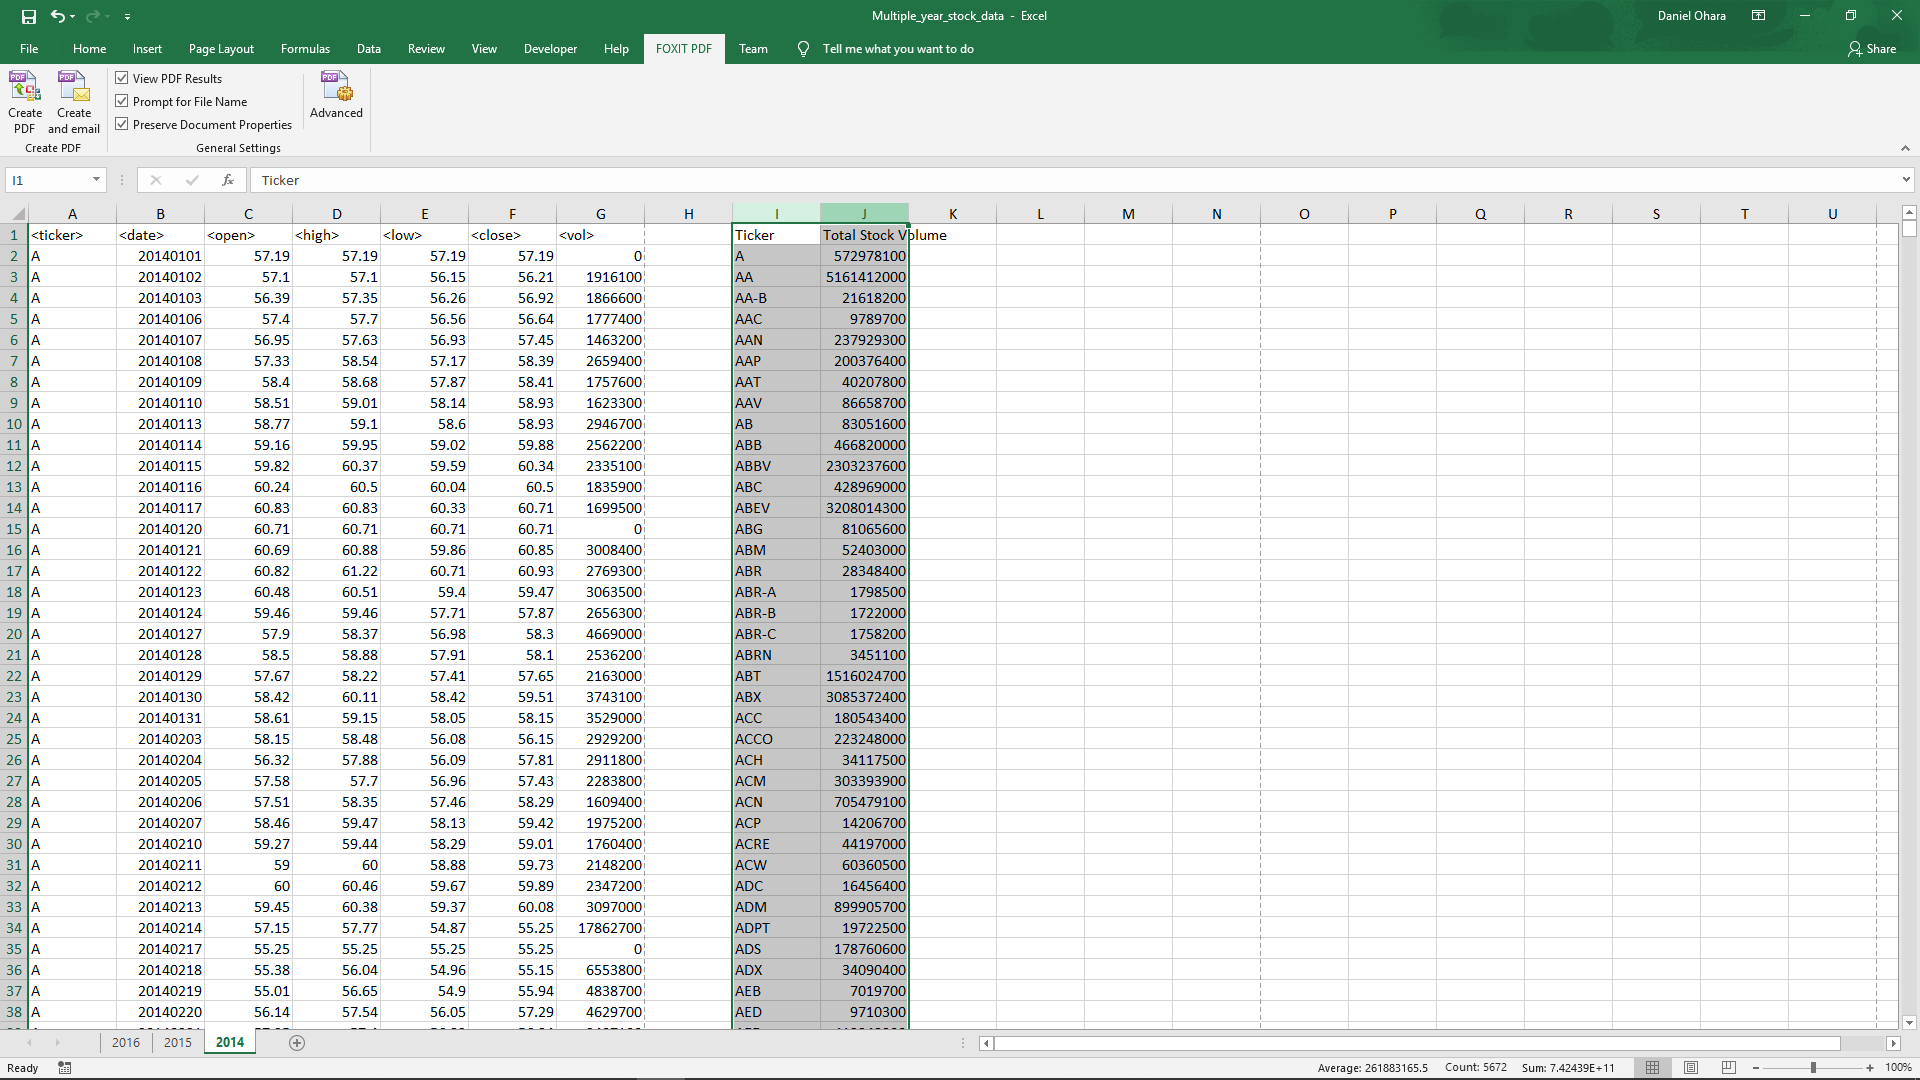 Multiple_year_stock_data - Excel
Daniel Ohara
File Home Insert Page Layout Formulas Data Review View Developer Help FOXIT PDF Team Tell me what you want to do Share
PDF PDF PDF
Create PDF
Create and email
View PDF Results
Prompt for File Name
Preserve Document Properties
Advanced
Create PDF General Settings
I1 fx Ticker
A B C D E F G H I J K L M N O P Q R S T U
1 <ticker> <date> <open> <high> <low> <close> <vol> Ticker Total Stock Volume
2 A 20140101 57.19 57.19 57.19 57.19 0 A 572978100
3 A 20140102 57.1 57.1 56.15 56.21 1916100 AA 5161412000
4 A 20140103 56.39 57.35 56.26 56.92 1866600 AA-B 21618200
5 A 20140106 57.4 57.7 56.56 56.64 1777400 AAC 9789700
6 A 20140107 56.95 57.63 56.93 57.45 1463200 AAN 237929300
7 A 20140108 57.33 58.54 57.17 58.39 2659400 AAP 200376400
8 A 20140109 58.4 58.68 57.87 58.41 1757600 AAT 40207800
9 A 20140110 58.51 59.01 58.14 58.93 1623300 AAV 86658700
10 A 20140113 58.77 59.1 58.6 58.93 2946700 AB 83051600
11 A 20140114 59.16 59.95 59.02 59.88 2562200 ABB 466820000
12 A 20140115 59.82 60.37 59.59 60.34 2335100 ABBV 2303237600
13 A 20140116 60.24 60.5 60.04 60.5 1835900 ABC 428969000
14 A 20140117 60.83 60.83 60.33 60.71 1699500 ABEV 3208014300
15 A 20140120 60.71 60.71 60.71 60.71 0 ABG 81065600
16 A 20140121 60.69 60.88 59.86 60.85 3008400 ABM 52403000
17 A 20140122 60.82 61.22 60.71 60.93 2769300 ABR 28348400
18 A 20140123 60.48 60.51 59.4 59.47 3063500 ABR-A 1798500
19 A 20140124 59.46 59.46 57.71 57.87 2656300 ABR-B 1722000
20 A 20140127 57.9 58.37 56.98 58.3 4669000 ABR-C 1758200
21 A 20140128 58.5 58.88 57.91 58.1 2536200 ABRN 3451100
22 A 20140129 57.67 58.22 57.41 57.65 2163000 ABT 1516024700
23 A 20140130 58.42 60.11 58.42 59.51 3743100 ABX 3085372400
24 A 20140131 58.61 59.15 58.05 58.15 3529000 ACC 180543400
25 A 20140203 58.15 58.48 56.08 56.15 2929200 ACCO 223248000
26 A 20140204 56.32 57.88 56.09 57.81 2911800 ACH 34117500
27 A 20140205 57.58 57.7 56.96 57.43 2283800 ACM 303393900
28 A 20140206 57.51 58.35 57.46 58.29 1609400 ACN 705479100
29 A 20140207 58.46 59.47 58.13 59.42 1975200 ACP 14206700
30 A 20140210 59.27 59.44 58.29 59.01 1760400 ACRE 44197000
31 A 20140211 59 60 58.88 59.73 2148200 ACW 60360500
32 A 20140212 60 60.46 59.67 59.89 2347200 ADC 16456400
33 A 20140213 59.45 60.38 59.37 60.08 3097000 ADM 899905700
34 A 20140214 57.15 57.77 54.87 55.25 17862700 ADPT 19722500
35 A 20140217 55.25 55.25 55.25 55.25 0 ADS 178760600
36 A 20140218 55.38 56.04 54.96 55.15 6553800 ADX 34090400
37 A 20140219 55.01 56.65 54.9 55.94 4838700 AEB 7019700
38 A 20140220 56.14 57.54 56.05 57.29 4629700 AED 9710300
2016 2015 2014
Ready Average: 261883165.5 Count: 5672 Sum: 7.42439E+11 100%